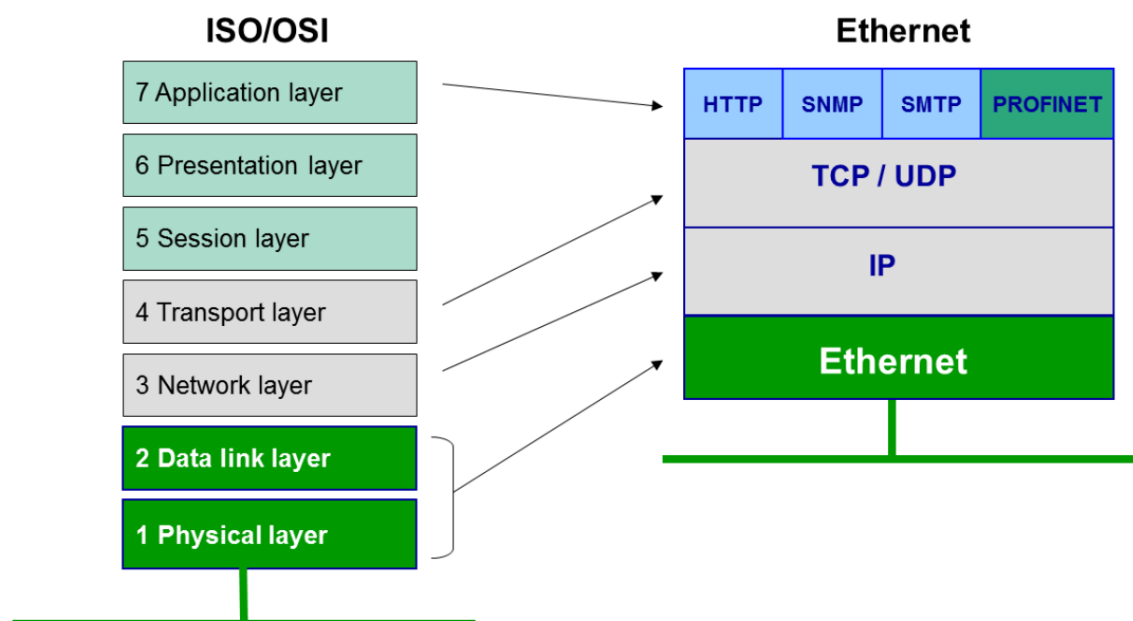 ISO/OSI
7 Application layer
6 Presentation layer
5 Session layer
4 Transport layer
3 Network layer
2 Data link layer
1 Physical layer
Ethernet
HTTP SNMP SMTP PROFINET
TCP / UDP
IP
Ethernet